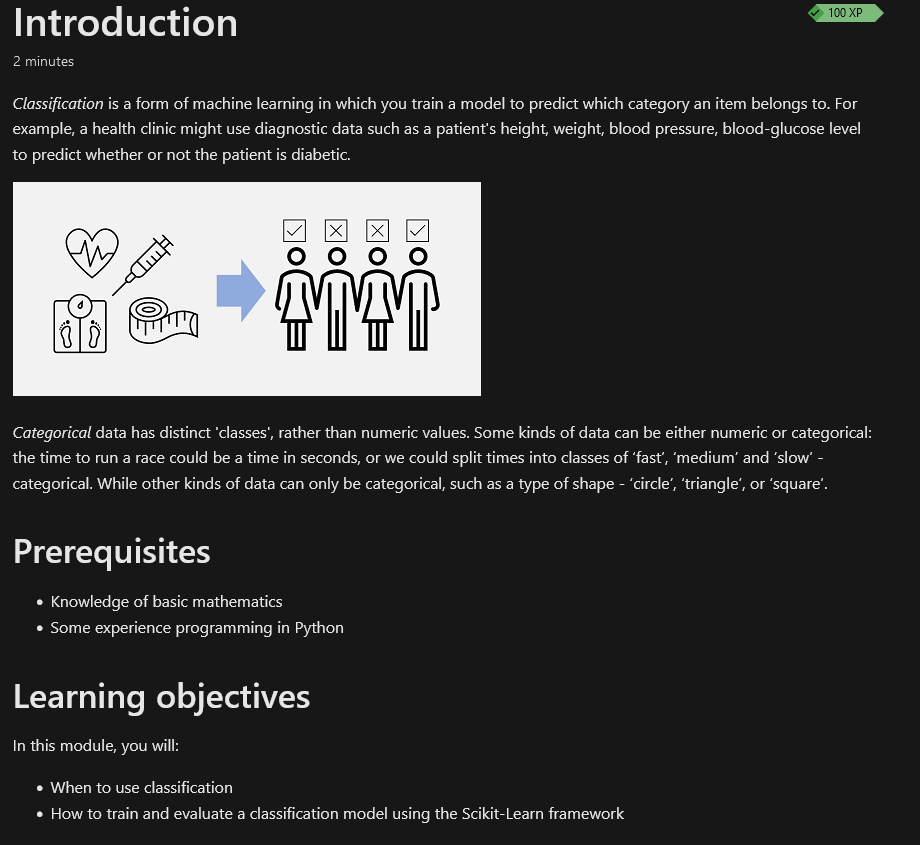 Introduction
100 XP
2 minutes
Classification is a form of machine learning in which you train a model to predict which category an item belongs to. For
example, a health clinic might use diagnostic data such as a patient's height, weight, blood pressure, blood-glucose level
to predict whether or not the patient is diabetic.
Categorical data has distinct 'classes', rather than numeric values. Some kinds of data can be either numeric or categorical:
the time to run a race could be a time in seconds, or we could split times into classes of ‘fast’, ‘medium’ and ‘slow’ -
categorical. While other kinds of data can only be categorical, such as a type of shape - ‘circle’, ‘triangle’, or ‘square’.
Prerequisites
• Knowledge of basic mathematics
• Some experience programming in Python
Learning objectives
In this module, you will:
• When to use classification
• How to train and evaluate a classification model using the Scikit-Learn framework